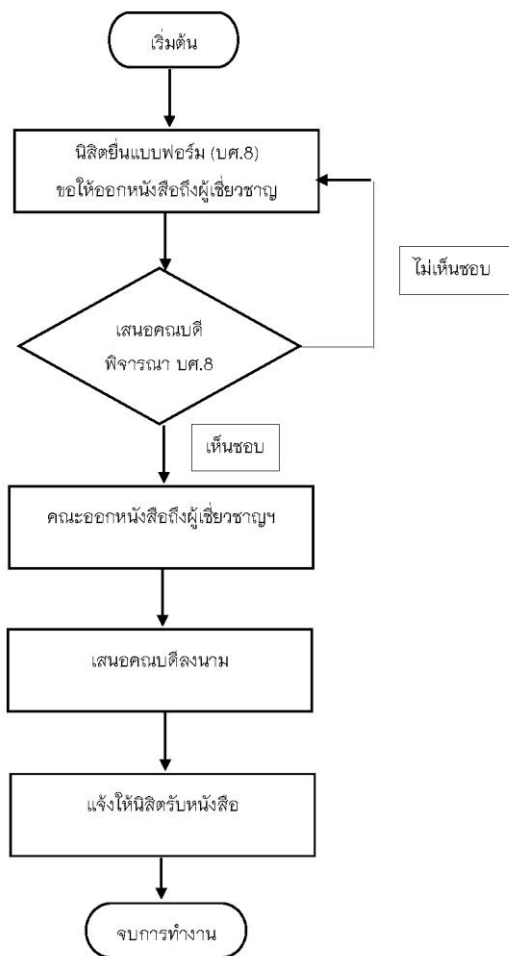 เริ่มต้น
นิสิตยื่นแบบฟอร์ม (บศ.8)
ขอให้ออกหนังสือถึงผู้เชี่ยวชาญ
ไม่เห็นชอบ
เสนอคณบดี
พิจารณา บศ.8
เห็นชอบ
คณะออกหนังสือถึงผู้เชี่ยวชาญฯ
เสนอคณบดีลงนาม
แจ้งให้นิสิตรับหนังสือ
จบการทำงาน